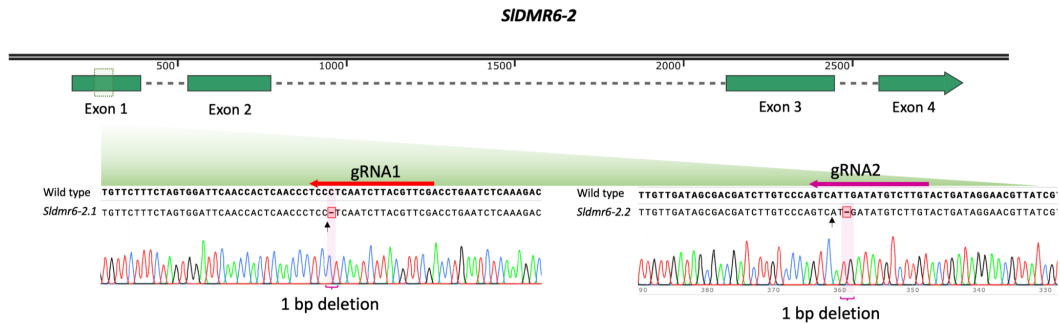 SlDMR6-2
500 1000 1500 2000 2500
Exon 1 Exon 2 Exon 3 Exon 4
gRNA1 gRNA2
Wild type TGTTCTTTCTAGTGGATTCAACCACTCAACCCTCCCTCAATCTTACGTTCGACCTGAATCTCAAAGAC Wild type TTGTTGATAGCGACGATCTTGTCCCAGTCATTGATATGTCTTGTACTGATAGGAACGTTATCGT
Sldmr6-2.1 TGTTCTTTCTAGTGGATTCAACCACTCAACCCTCC-TCAATCTTACGTTCGACCTGAATCTCAAAGAC Sldmr6-2.2 TTGTTGATAGCGACGATCTTGTCCCAGTCAT-GATATGTCTTGTACTGATAGGAACGTTATCGT
90 380 370 360 350 340 330
1 bp deletion 1 bp deletion